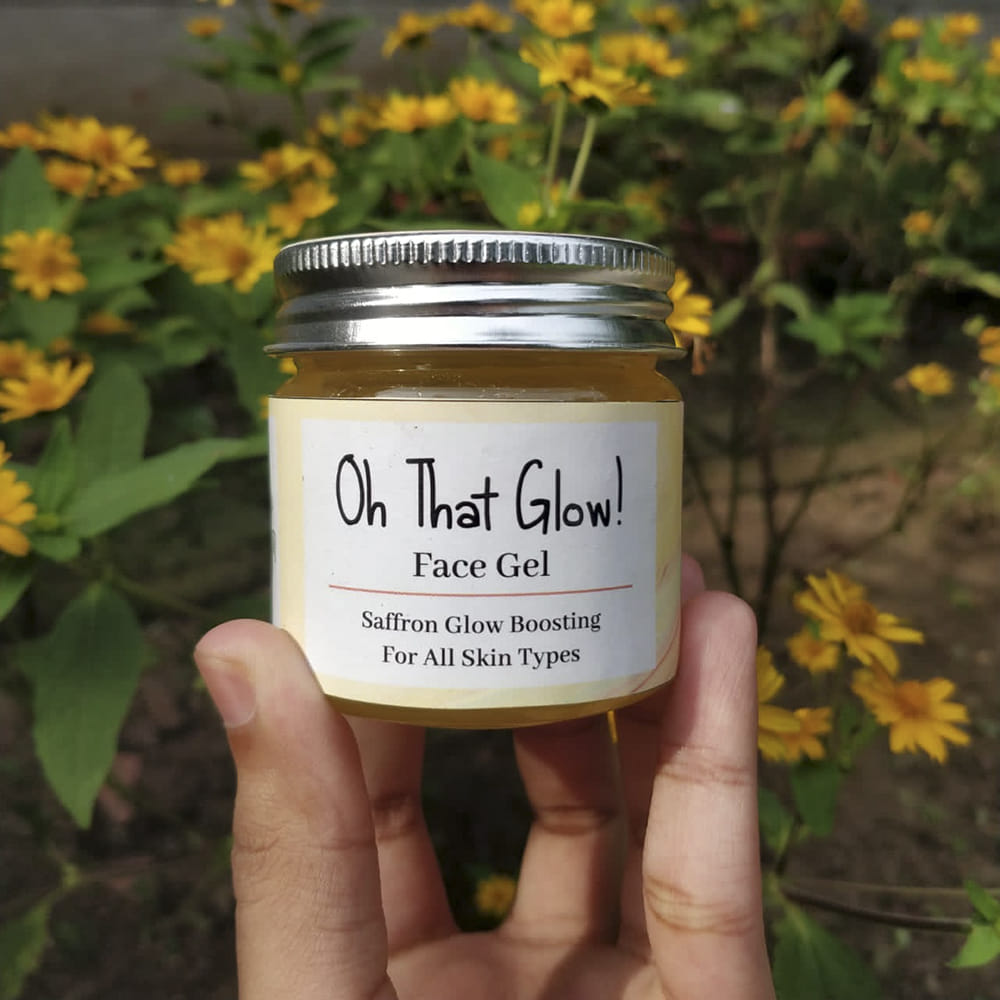 Oh That Glow!
Face Gel
Saffron Glow Boosting
For All Skin Types